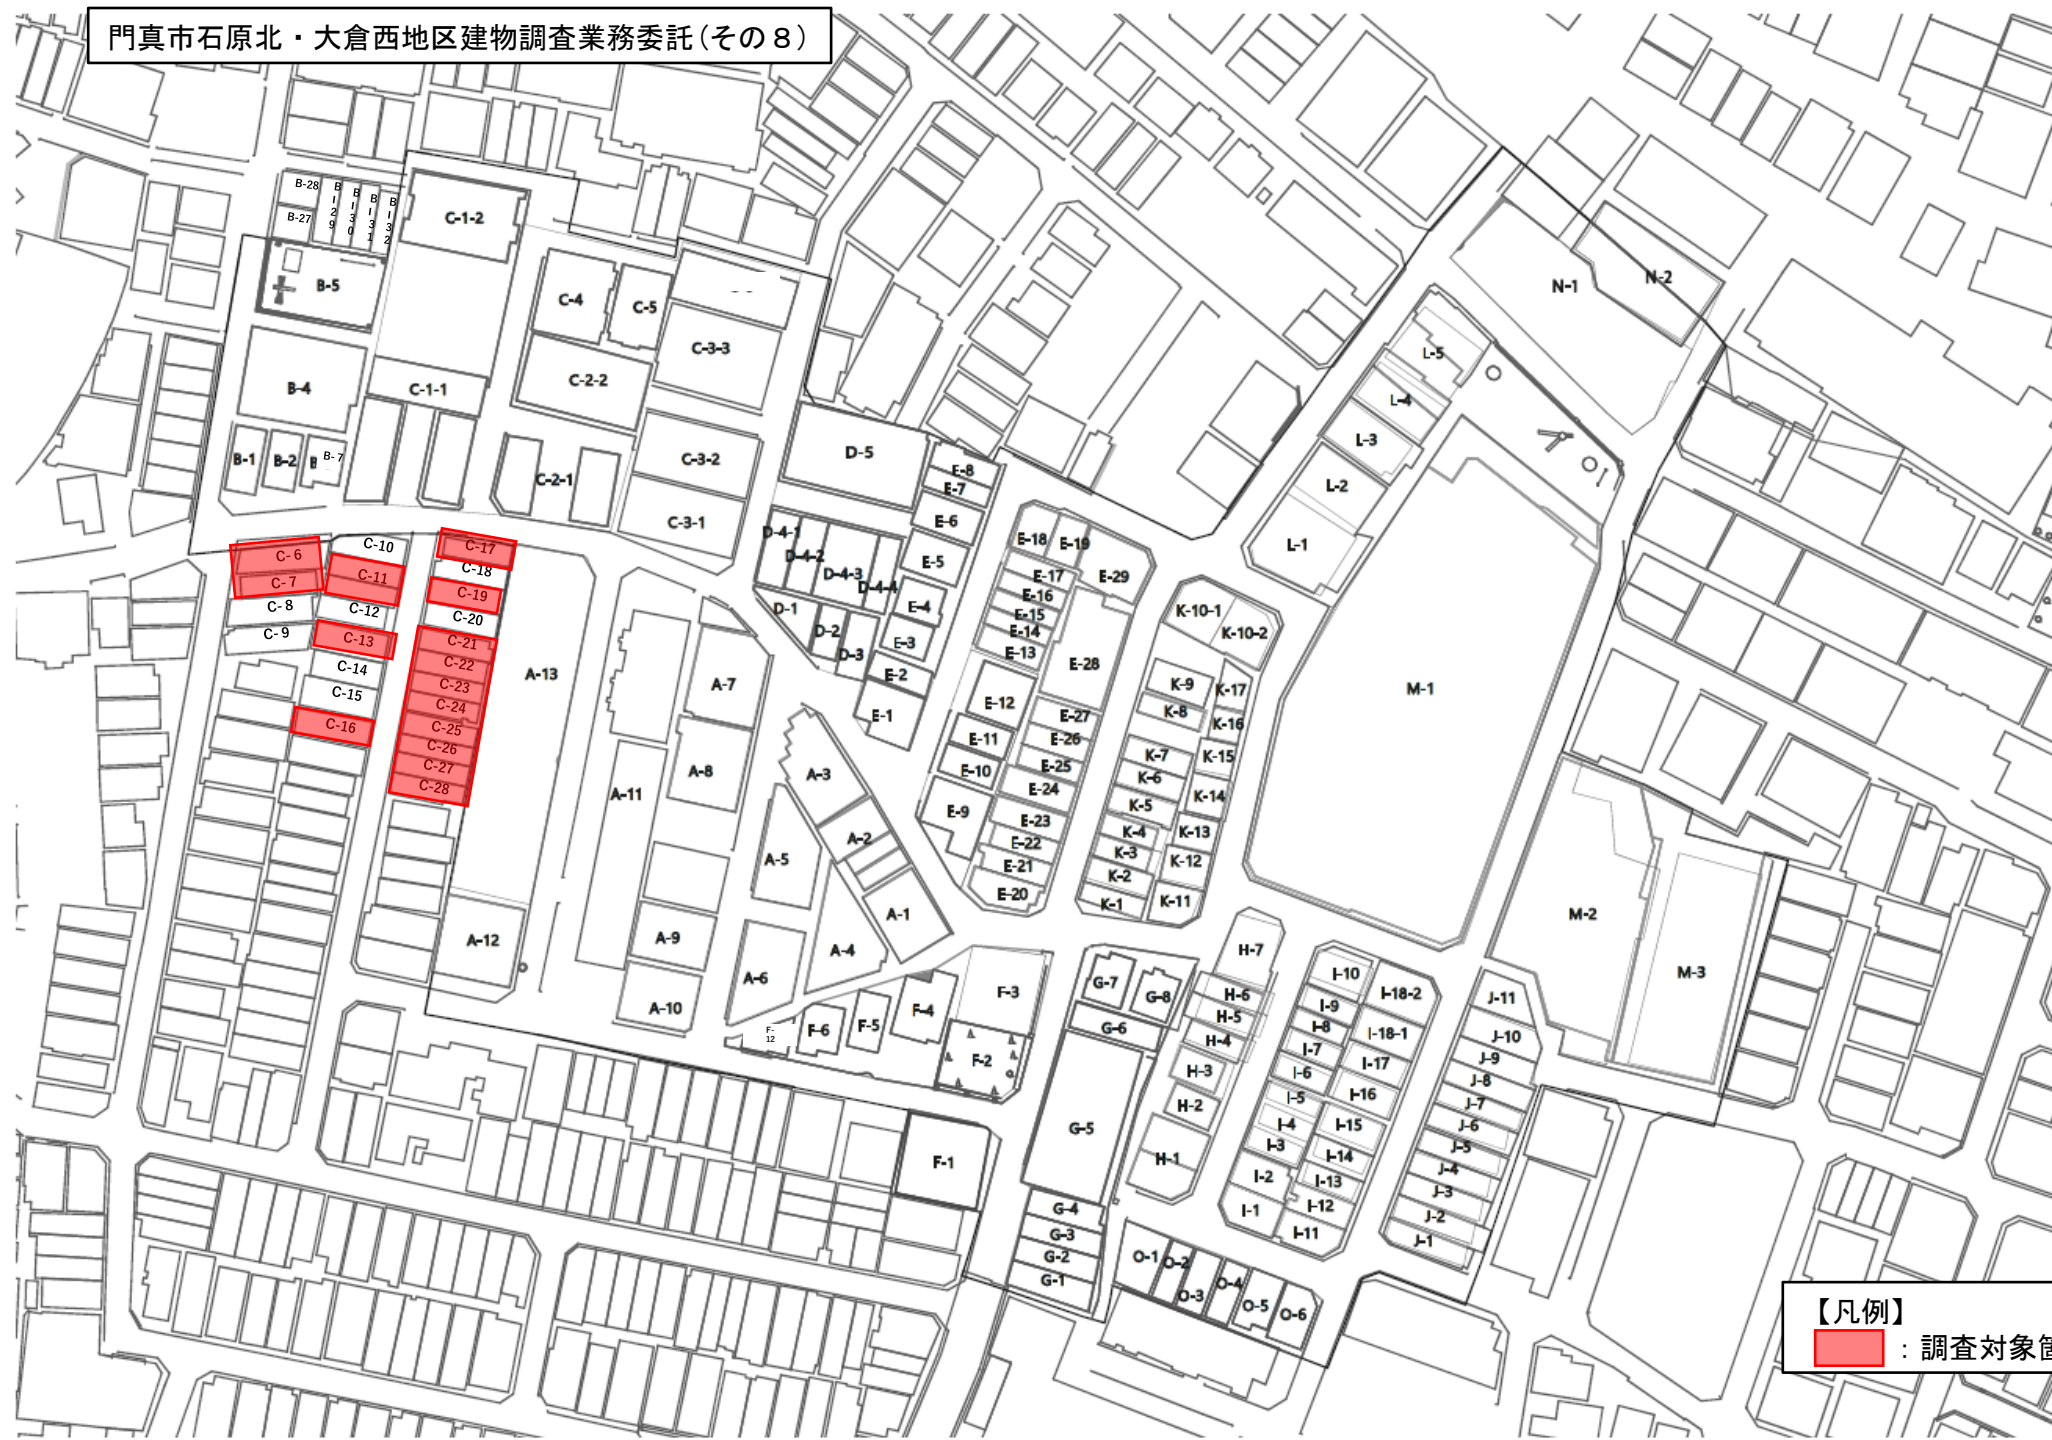 門真市石原北・大倉西地区建物調査業務委託（その８）
B-28
B-27
B-29
B-30
B-31
B-32
C-1-2
B-5
C-4
C-5
C-3-3
N-1
N-2
B-4
C-1-1
C-2-2
L-5
L-4
L-3
L-2
L-1
B-1
B-2
B-7
C-2-1
C-3-2
C-3-1
D-5
E-8
E-7
E-6
E-5
E-4
E-3
E-2
E-1
D-4-1
D-4-2
D-4-3
D-4-4
D-1
D-2
D-3
C-6
C-7
C-8
C-9
C-10
C-11
C-12
C-13
C-14
C-15
C-16
C-17
C-18
C-19
C-20
C-21
C-22
C-23
C-24
C-25
C-26
C-27
C-28
A-13
A-7
A-8
A-11
A-3
A-2
A-5
A-1
A-4
A-6
A-9
A-10
A-12
E-18
E-19
E-29
E-17
E-16
E-15
E-14
E-13
E-28
E-12
E-27
E-11
E-26
E-10
E-25
E-24
E-9
E-23
E-22
E-21
E-20
K-10-1
K-10-2
K-9
K-8
K-17
K-16
K-7
K-15
K-6
K-14
K-5
K-4
K-13
K-3
K-12
K-2
K-1
K-11
M-1
M-2
M-3
F-3
F-4
F-5
F-6
F-12
F-2
F-1
G-7
G-8
G-6
G-5
G-4
G-3
G-2
G-1
H-7
H-6
H-5
H-4
H-3
H-2
H-1
I-10
I-9
I-8
I-7
I-6
I-5
I-4
I-3
I-2
I-1
I-18-2
I-18-1
I-17
I-16
I-15
I-14
I-13
I-12
I-11
J-11
J-10
J-9
J-8
J-7
J-6
J-5
J-4
J-3
J-2
J-1
O-1
O-2
O-3
O-4
O-5
O-6
【凡例】
：調査対象箇